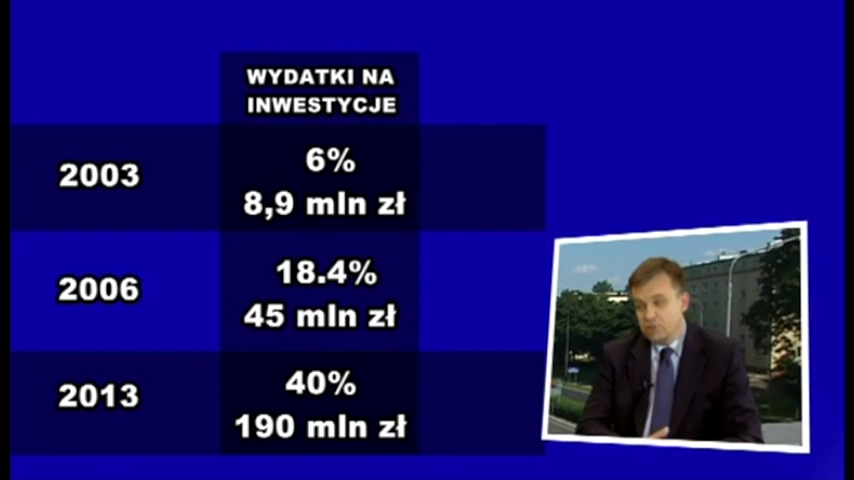 WYDATKI NA
INWESTYCJE
2003
6%
8,9 mln zł
2006
18.4%
45 mln zł
2013
40%
190 mln zł